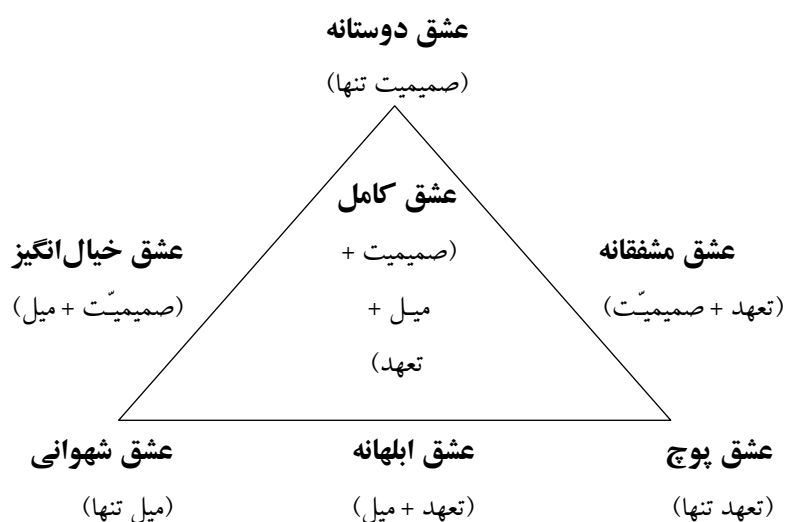 عشق دوستانه
(صمیمیت تنها)
عشق کامل
(صمیمیت +
میل +
تعهد)
عشق مشفقانه
(تعهد + صمیمیّت)
عشق خیال‌انگیز
(صمیمیّت + میل)
عشق پوچ
(تعهد تنها)
عشق ابلهانه
(تعهد + میل)
عشق شهوانی
(میل تنها)